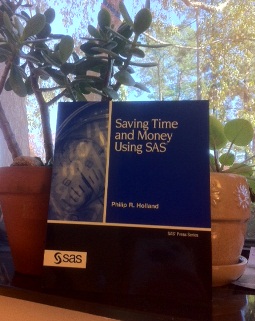 Saving Time
and Money
Using SAS®
Philip R. Holland
SAS Press Series
sas